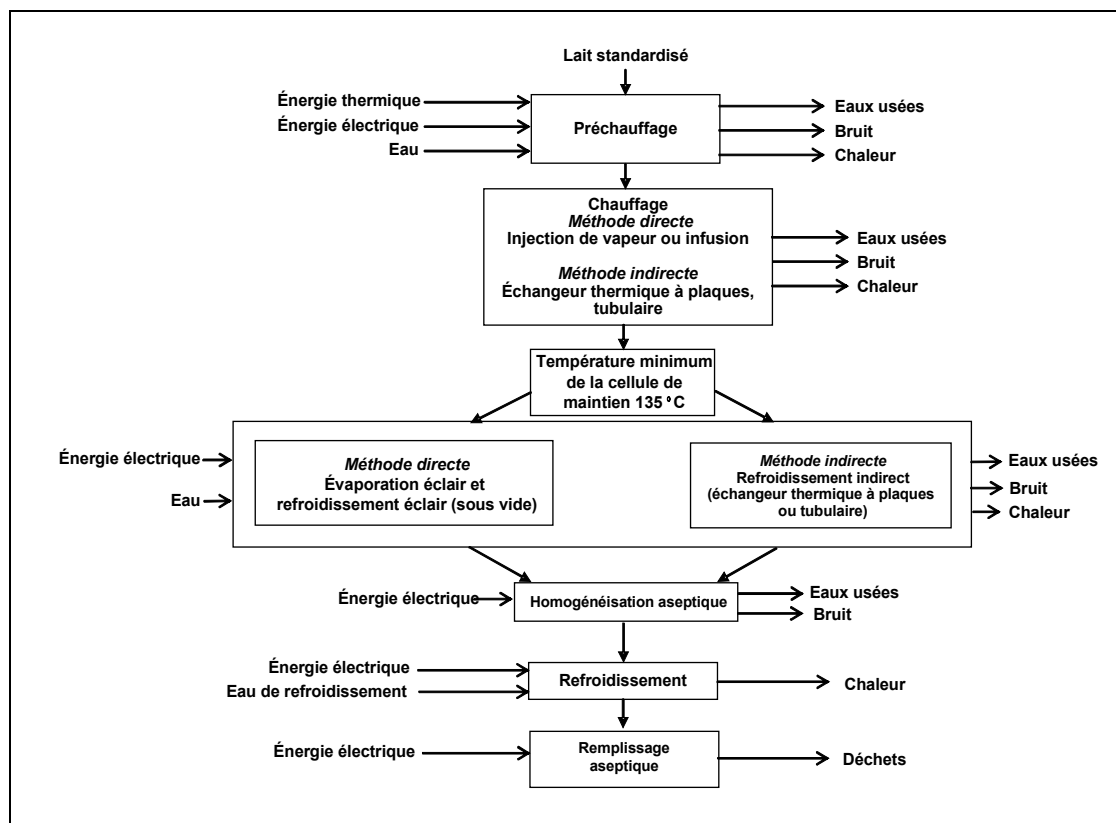 Lait standardisé
Énergie thermique
Énergie électrique
Eau
Préchauffage
Eaux usées
Bruit
Chaleur
Chauffage
Méthode directe
Injection de vapeur ou infusion
Méthode indirecte
Échangeur thermique à plaques,
tubulaire
Eaux usées
Bruit
Chaleur
Température minimum
de la cellule de
maintien 135 °C
Énergie électrique
Eau
Méthode directe
Évaporation éclair et
refroidissement éclair (sous vide)
Méthode indirecte
Refroidissement indirect
(échangeur thermique à plaques
ou tubulaire)
Eaux usées
Bruit
Chaleur
Énergie électrique
Homogénéisation aseptique
Eaux usées
Bruit
Énergie électrique
Eau de refroidissement
Refroidissement
Chaleur
Énergie électrique
Remplissage
aseptique
Déchets